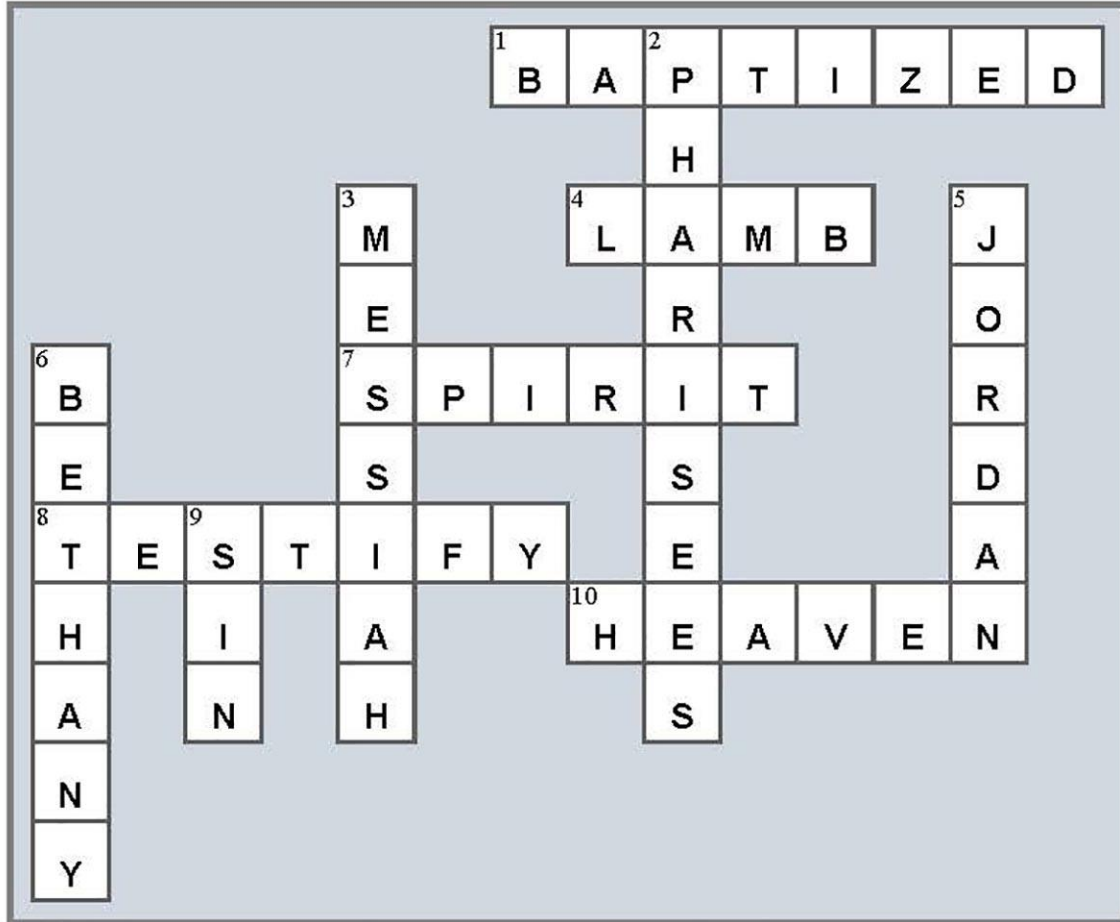 1 2
B A P T I Z E D
H
3 4 5
M L A M B J
E R O
6 7
B S P I R I T R
E S S D
8 9
T E S T I F Y E A
10
H I A H E A V E N
A N H S
N
Y